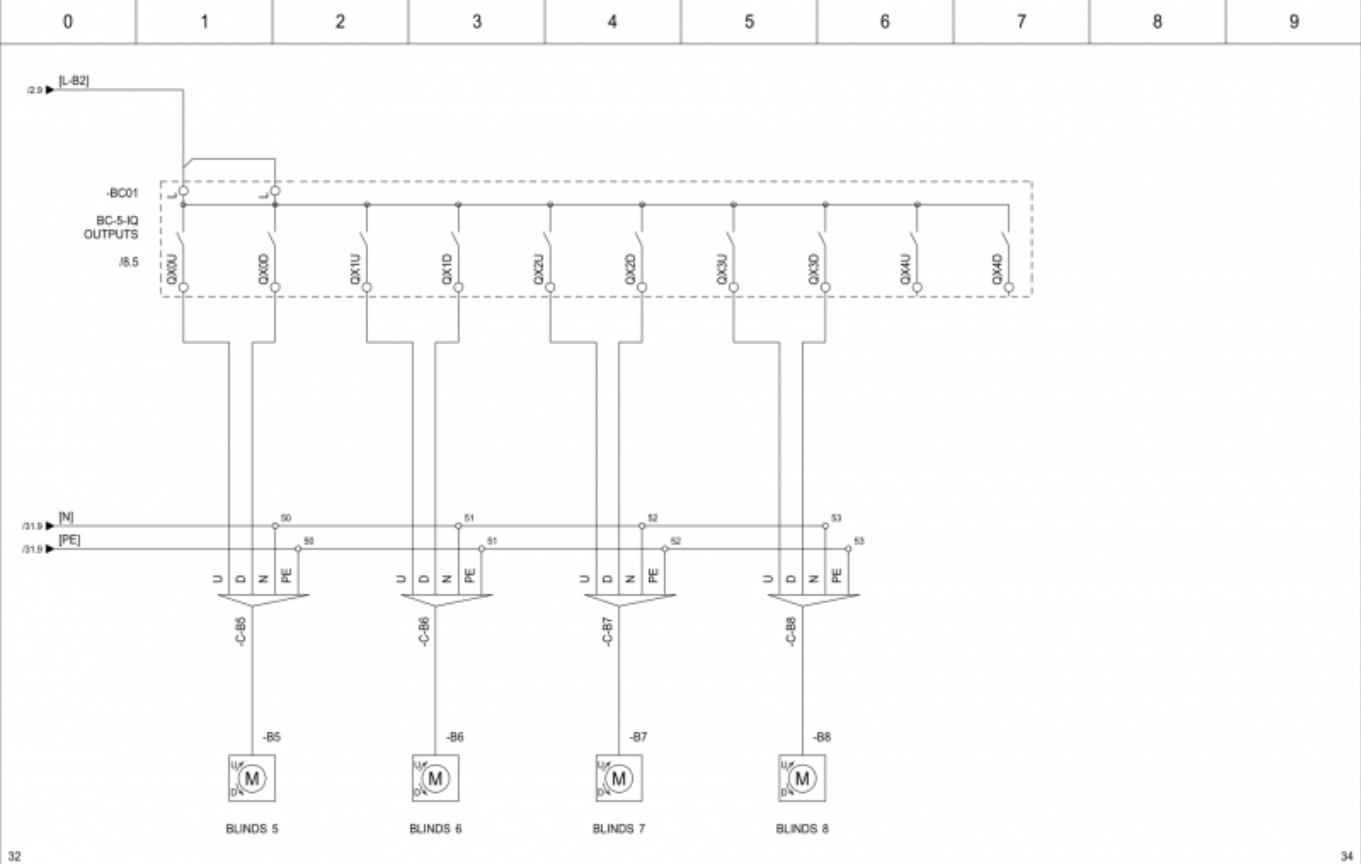 0 1 2 3 4 5 6 7 8 9
[L-B2]
/2.9
-BC01
L L
BC-5-IQ
OUTPUTS
/8.5
QX0U QX0D QX1U QX1D QX2U QX2D QX3U QX3D QX4U QX4D
[N] 50 51 52 53
/31.9
[PE] 50 51 52 53
/31.9
U D N PE U D N PE U D N PE U D N PE
-C-B5 -C-B6 -C-B7 -C-B8
-B5 -B6 -B7 -B8
U U U U
M M M M
D D D D
BLINDS 5 BLINDS 6 BLINDS 7 BLINDS 8
32 34